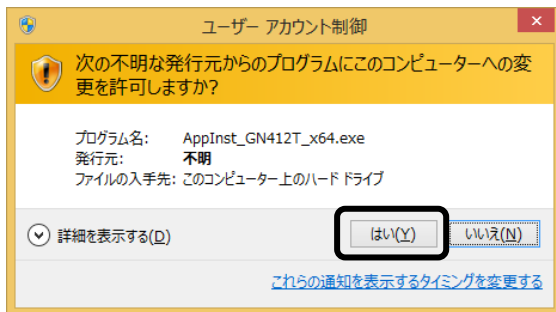 ユーザー アカウント制御
次の不明な発行元からのプログラムにこのコンピューターへの変
更を許可しますか?
プログラム名: AppInst_GN412T_x64.exe
発行元: 不明
ファイルの入手先: このコンピューター上のハード ドライブ
詳細を表示する(D) はい(Y) いいえ(N)
これらの通知を表示するタイミングを変更する